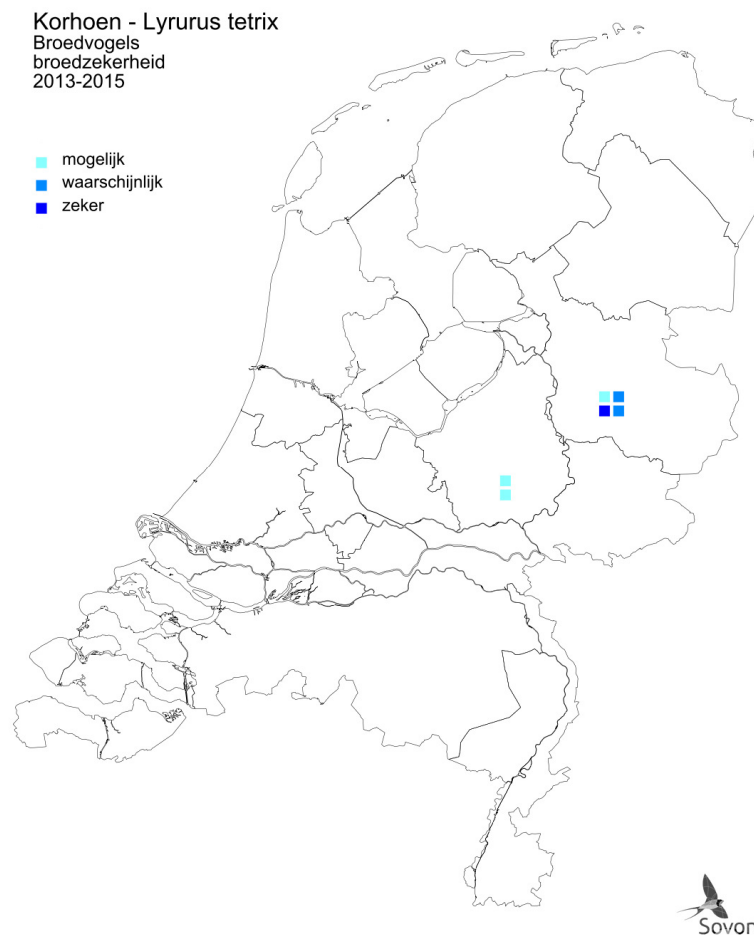 Korhoen - Lyrurus tetrix
Broedvogels
broedzekerheid
2013-2015
mogelijk
waarschijnlijk
zeker
Sovon